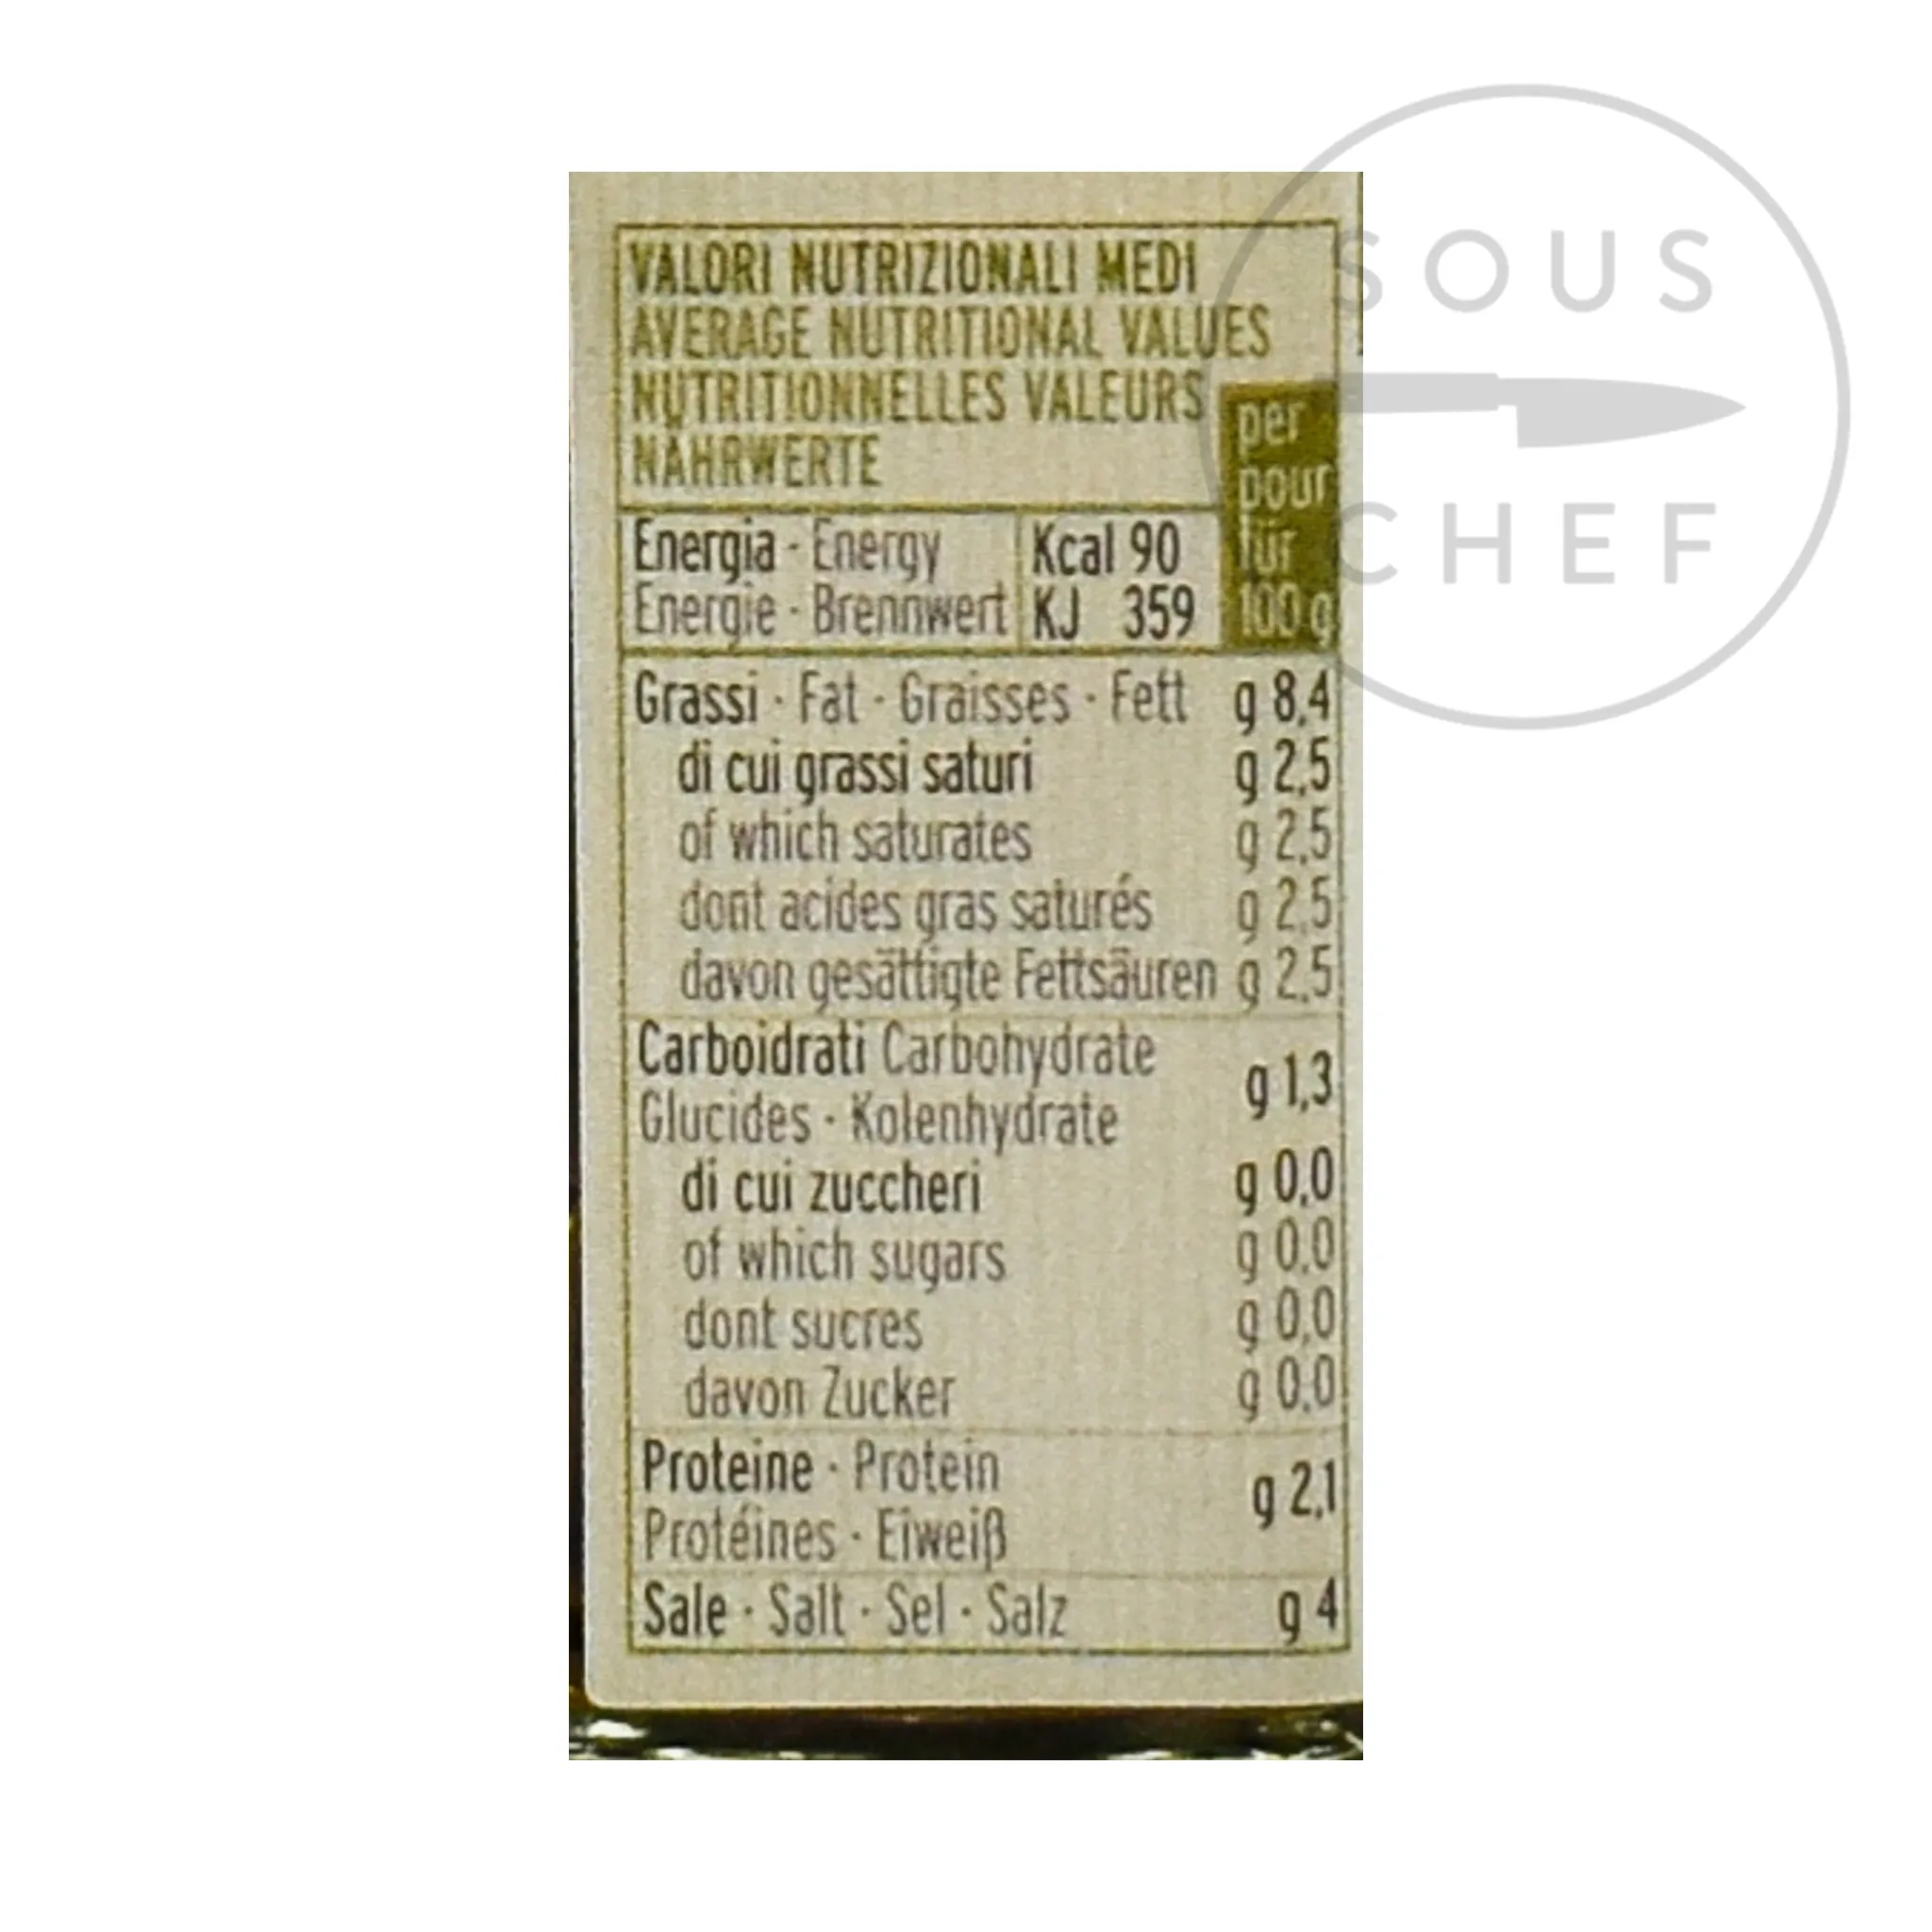 VALORI NUTRIZIONALI MEDI
AVERAGE NUTRITIONAL VALUES
NUTRITIONNELLES VALEURS
NÄHRWERTE
per
pour
für
100 g
Energia - Energy Kcal 90
Energie - Brennwert KJ 359
Grassi · Fat - Graisses - Fett g 8,4
di cui grassi saturi g 2,5
of which saturates g 2,5
dont acides gras saturés g 2,5
davon gesättigte Fettsäuren g 2,5
Carboidrati Carbohydrate
Glucides - Kolenhydrate g 1,3
di cui zuccheri g 0,0
of which sugars g 0,0
dont sucres g 0,0
davon Zucker g 0,0
Proteine · Protein
Protéines · Eiweiß g 2,1
Sale · Salt · Sel · Salz g 4
SOUS
CHEF